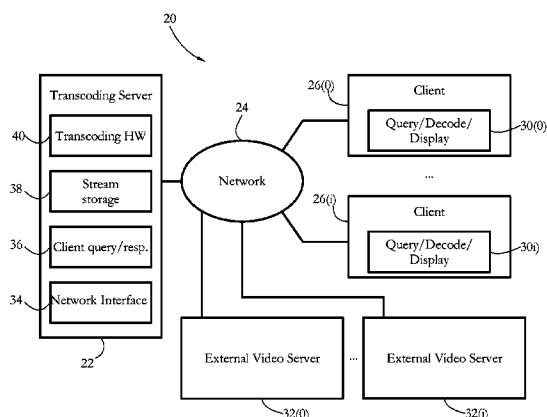 20
Transcoding Server
40
Transcoding HW
38
Stream
storage
36
Client query/resp.
34
Network Interface
22
24
Network
26(0)
Client
Query/Decode/
Display
30(0)
...
26(i)
Client
Query/Decode/
Display
30i)
External Video Server
32(0)
...
External Video Server
32(i)